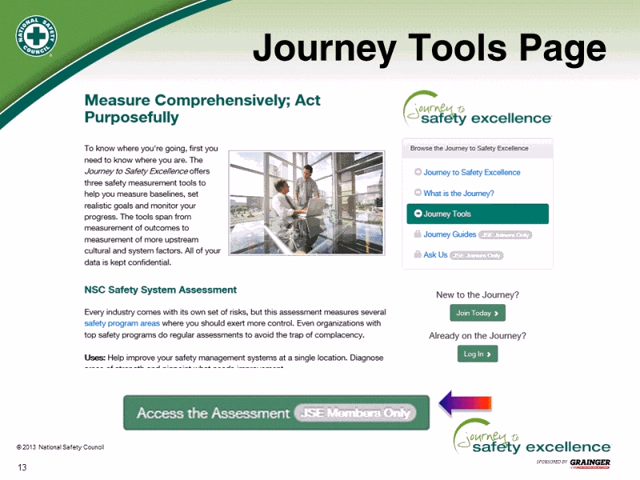 NATIONAL SAFETY COUNCIL
Journey Tools Page
Measure Comprehensively; Act
Purposefully
To know where you're going, first you
need to know where you are. The
Journey to Safety Excellence offers
three safety measurement tools to
help you measure baselines, set
realistic goals and monitor your
progress. The tools span from
measurement of outcomes to
measurement of more upstream
cultural and system factors. All of your
data is kept confidential.
NSC Safety System Assessment
Every industry comes with its own set of risks, but this assessment measures several
safety program areas where you should exert more control. Even organizations with
top safety programs do regular assessments to avoid the trap of complacency.
Uses: Help improve your safety management systems at a single location. Diagnose
journey to
safety excellence
Browse the Journey to Safety Excellence
Journey to Safety Excellence
What is the Journey?
Journey Tools
Journey Guides JSE Members Only
Ask Us JSE Members Only
New to the Journey?
Join Today
Already on the Journey?
Log In
Access the Assessment JSE Members Only
journey to
safety excellence
SPONSORED BY GRAINGER
© 2013 National Safety Council
13